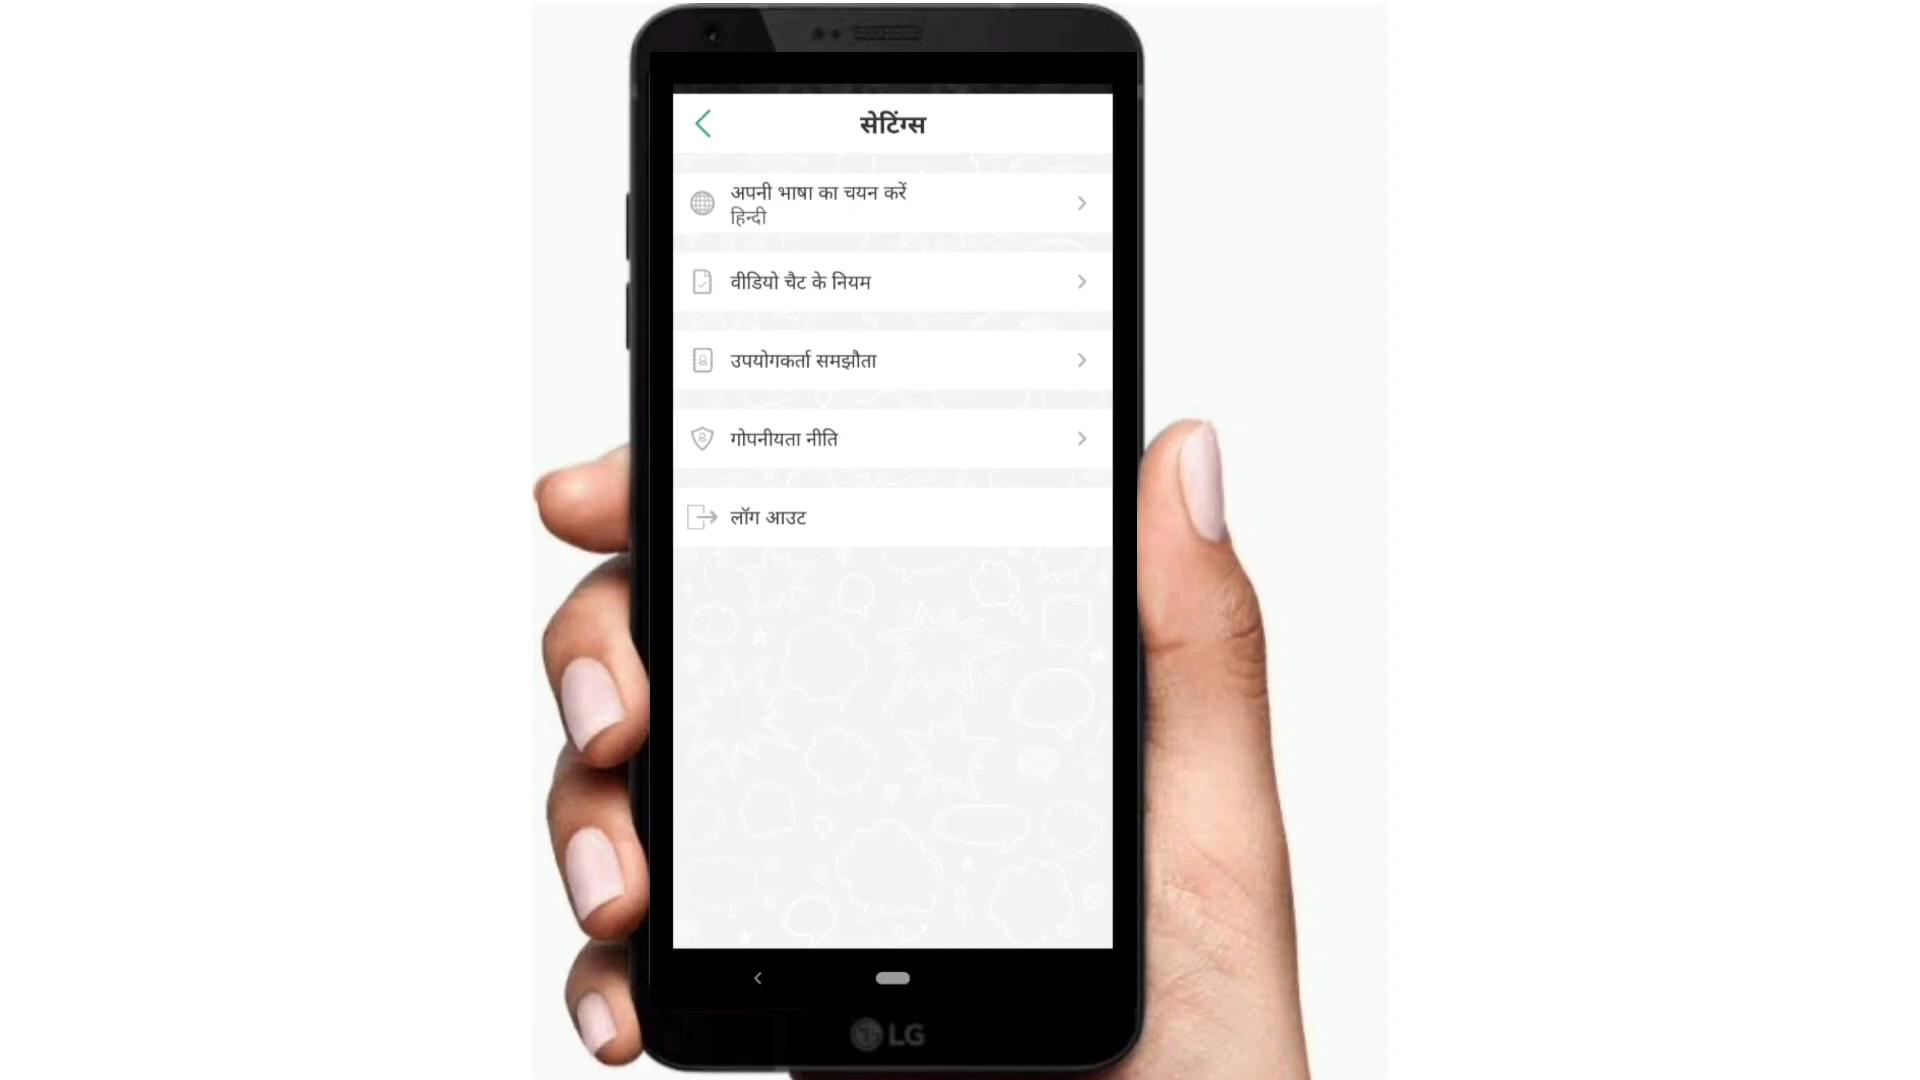 सेटिंग्स
अपनी भाषा का चयन करें
हिन्दी
वीडियो चैट के नियम
उपयोगकर्ता समझौता
गोपनीयता नीति
लॉग आउट
LG